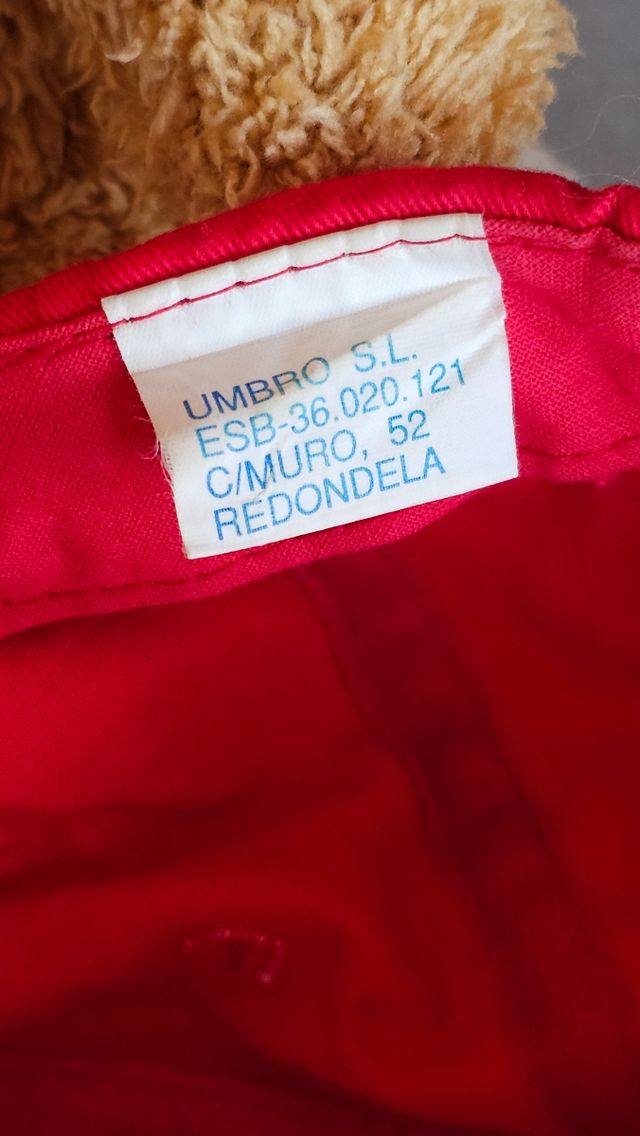 UMBRO S.L.
ESB-36.020.121
C/MURO, 52
REDONDELA